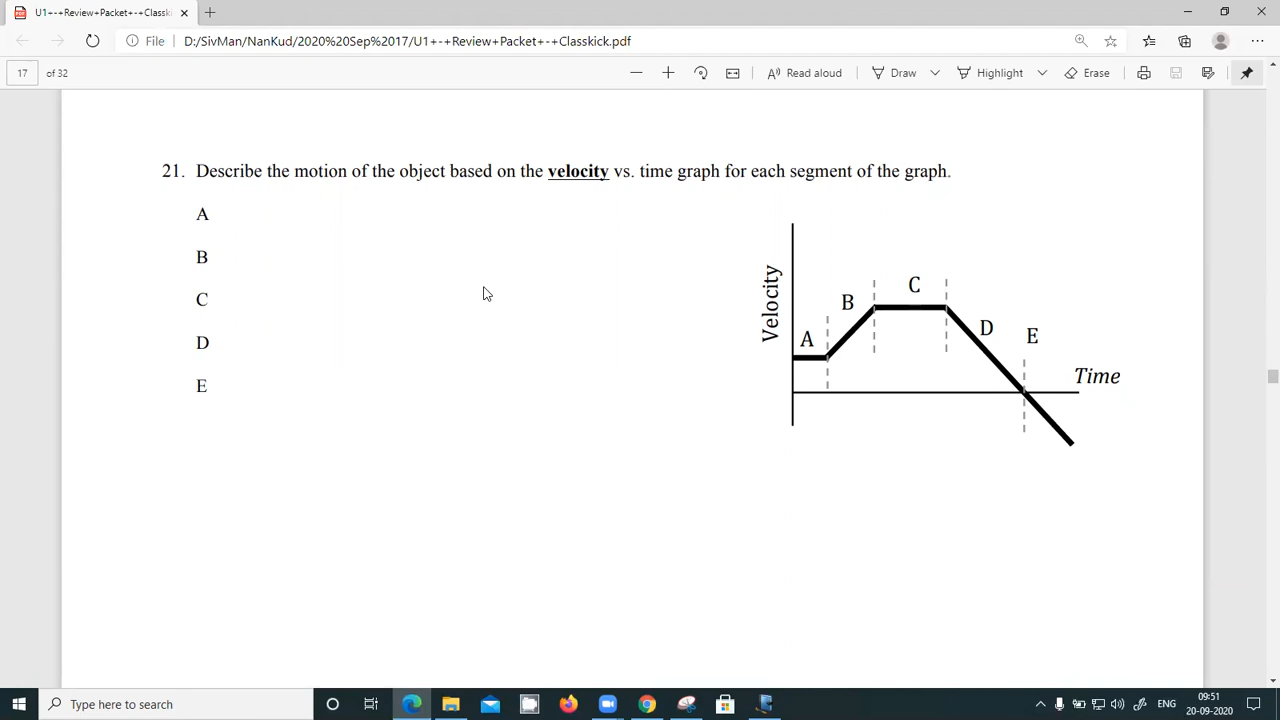 U1+-+Review+Packet+-+Classki
File
D:/SivMan/NanKud/2020%20Sep%2017/U1+-+Review+Packet+-+Classkick.pdf
17 of 32
Read aloud
Draw
Highlight
Erase
21. Describe the motion of the object based on the velocity vs. time graph for each segment of the graph.
A
B
C
D
E
Velocity
A
B
C
D
E
Time
Type here to search
ENG
09:51
20-09-2020